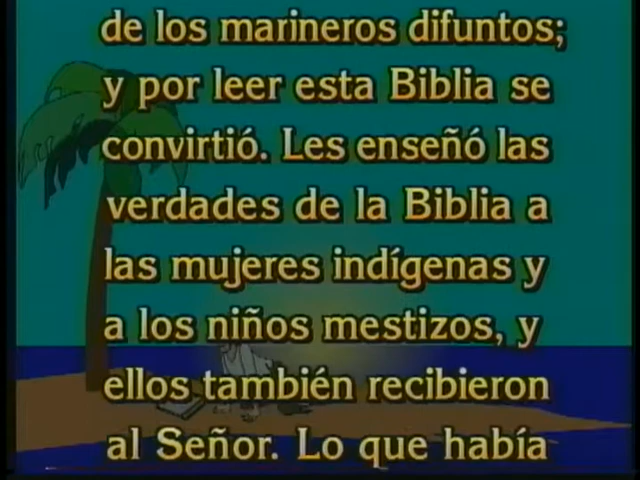 de los marineros difuntos;
y por leer esta Biblia se
convirtió. Les enseñó las
verdades de la Biblia a
las mujeres indígenas y
a los niños mestizos, y
ellos también recibieron
al Señor. Lo que había